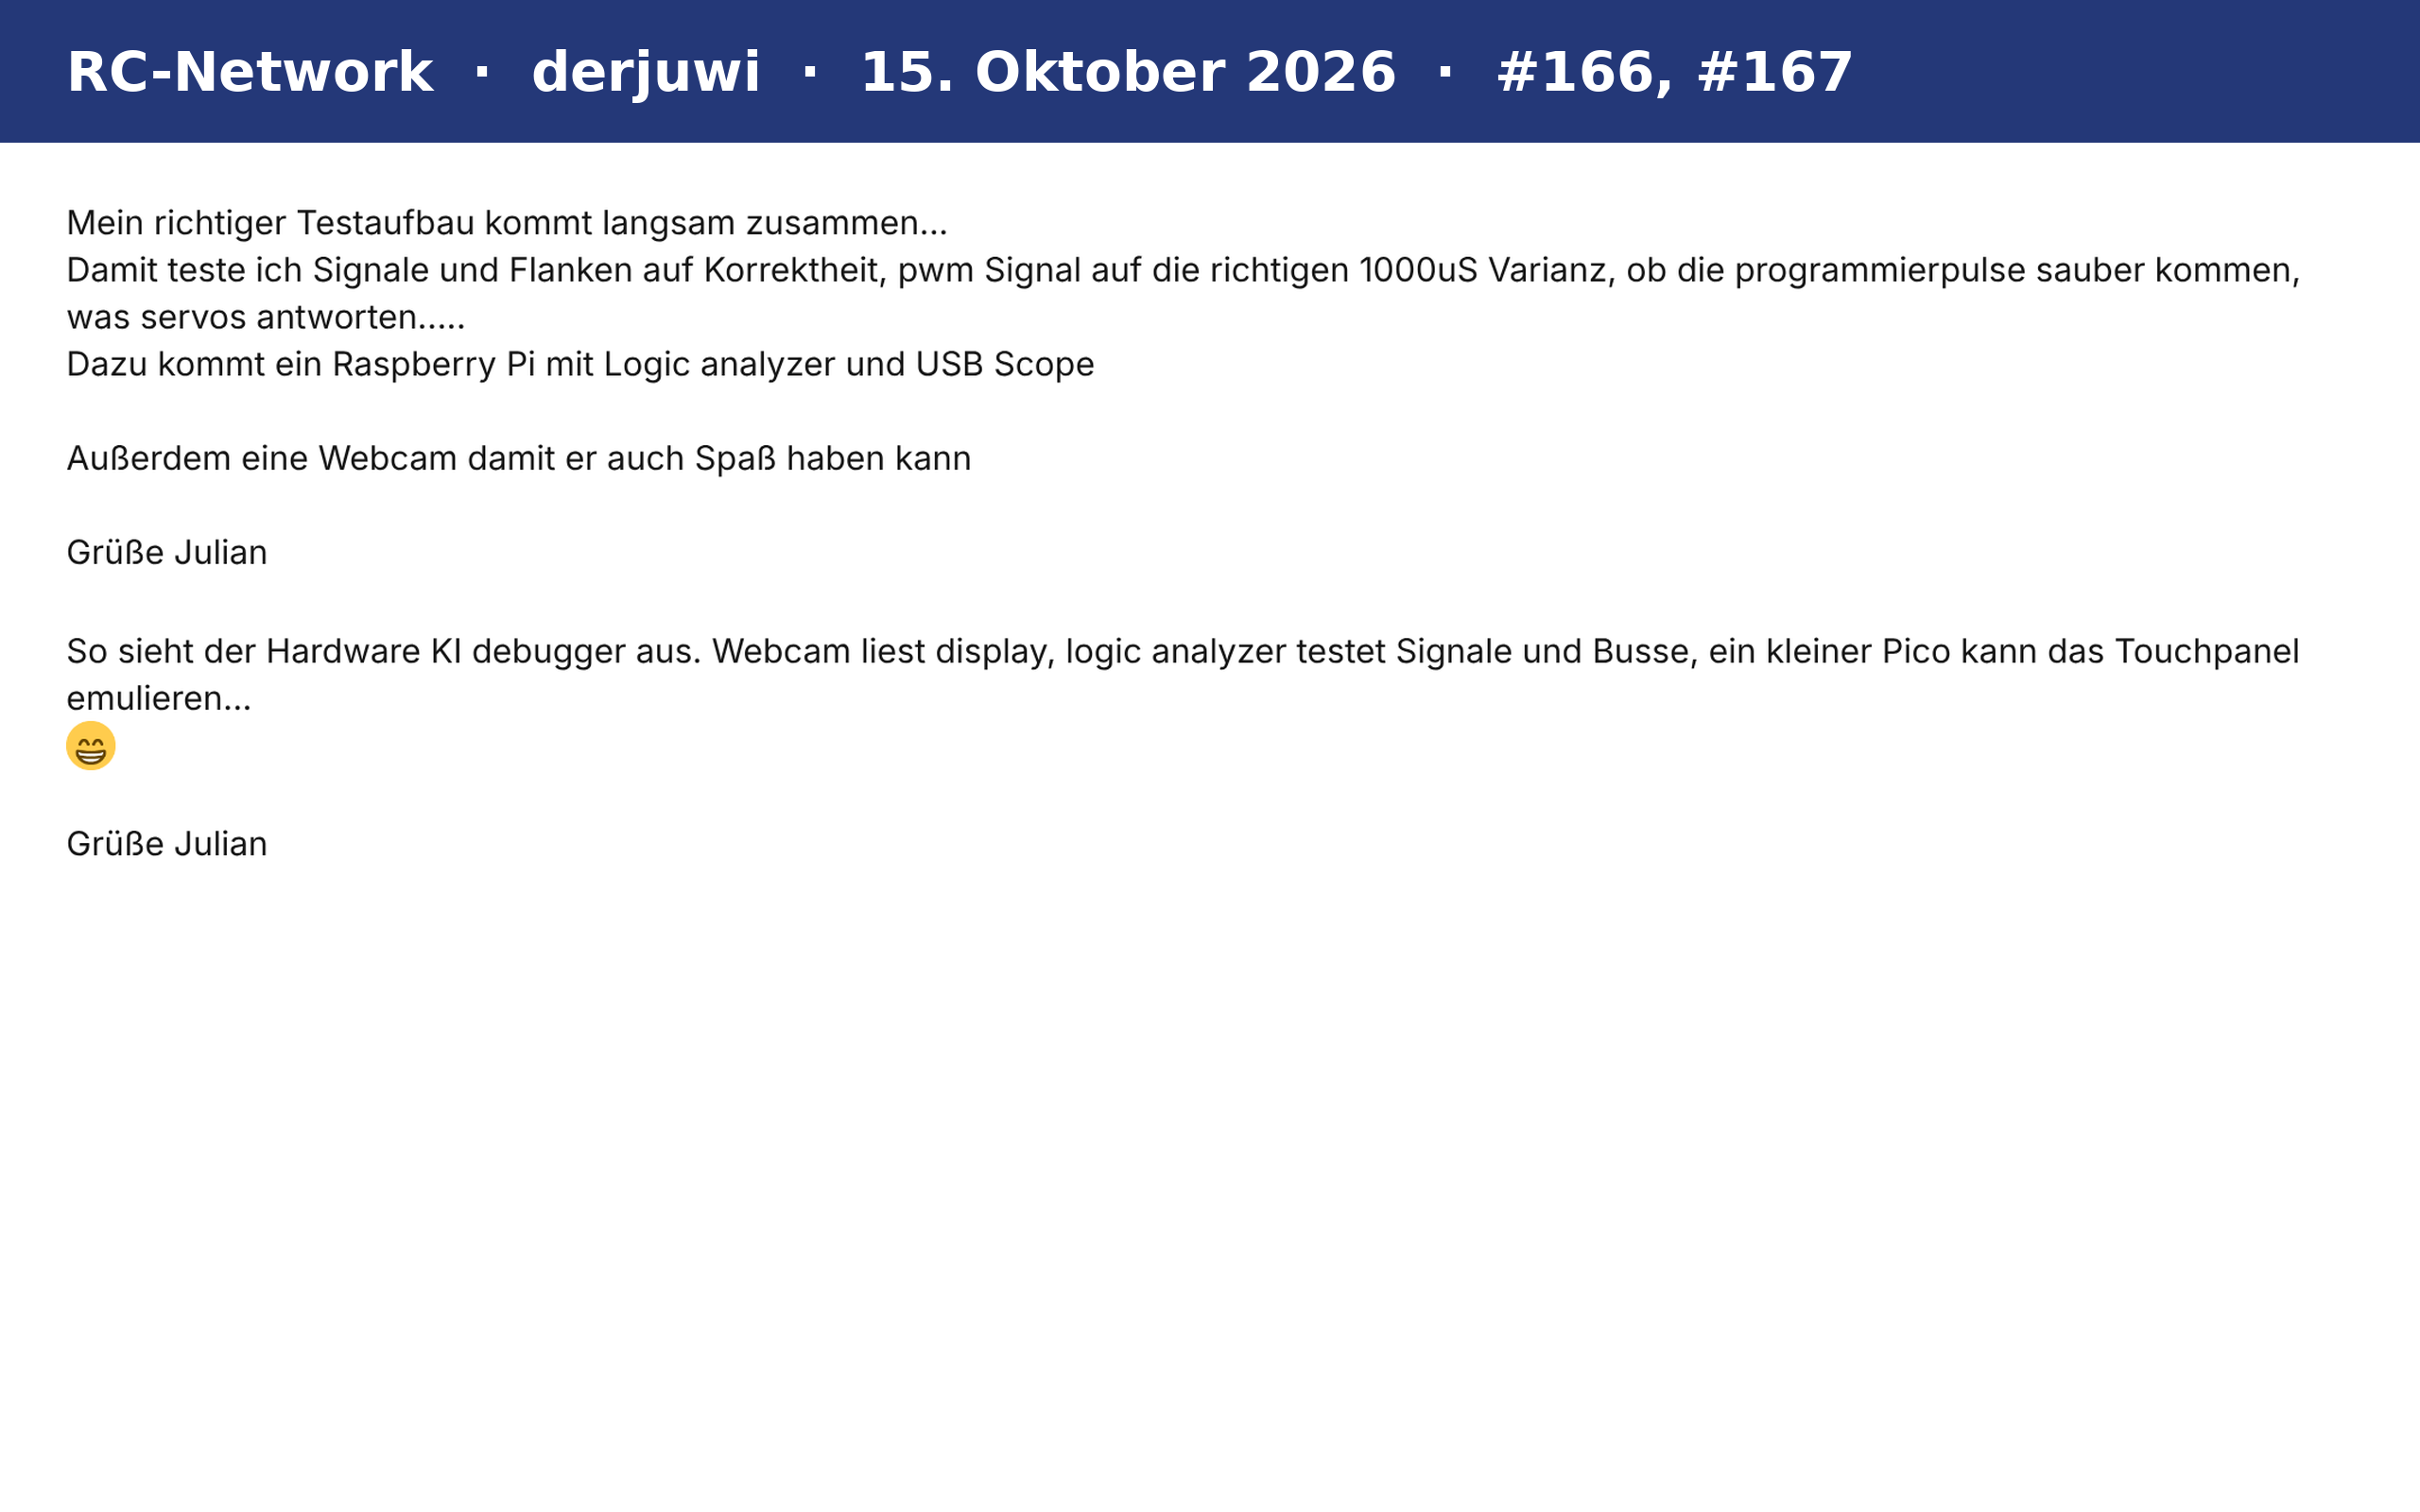 RC-Network · derjuwi · 15. Oktober 2026 · #166, #167
Mein richtiger Testaufbau kommt langsam zusammen...
Damit teste ich Signale und Flanken auf Korrektheit, pwm Signal auf die richtigen 1000uS Varianz, ob die programmierpulse sauber kommen,
was servos antworten.....
Dazu kommt ein Raspberry Pi mit Logic analyzer und USB Scope
Außerdem eine Webcam damit er auch Spaß haben kann
Grüße Julian
So sieht der Hardware KI debugger aus. Webcam liest display, logic analyzer testet Signale und Busse, ein kleiner Pico kann das Touchpanel
emulieren...
😁
Grüße Julian